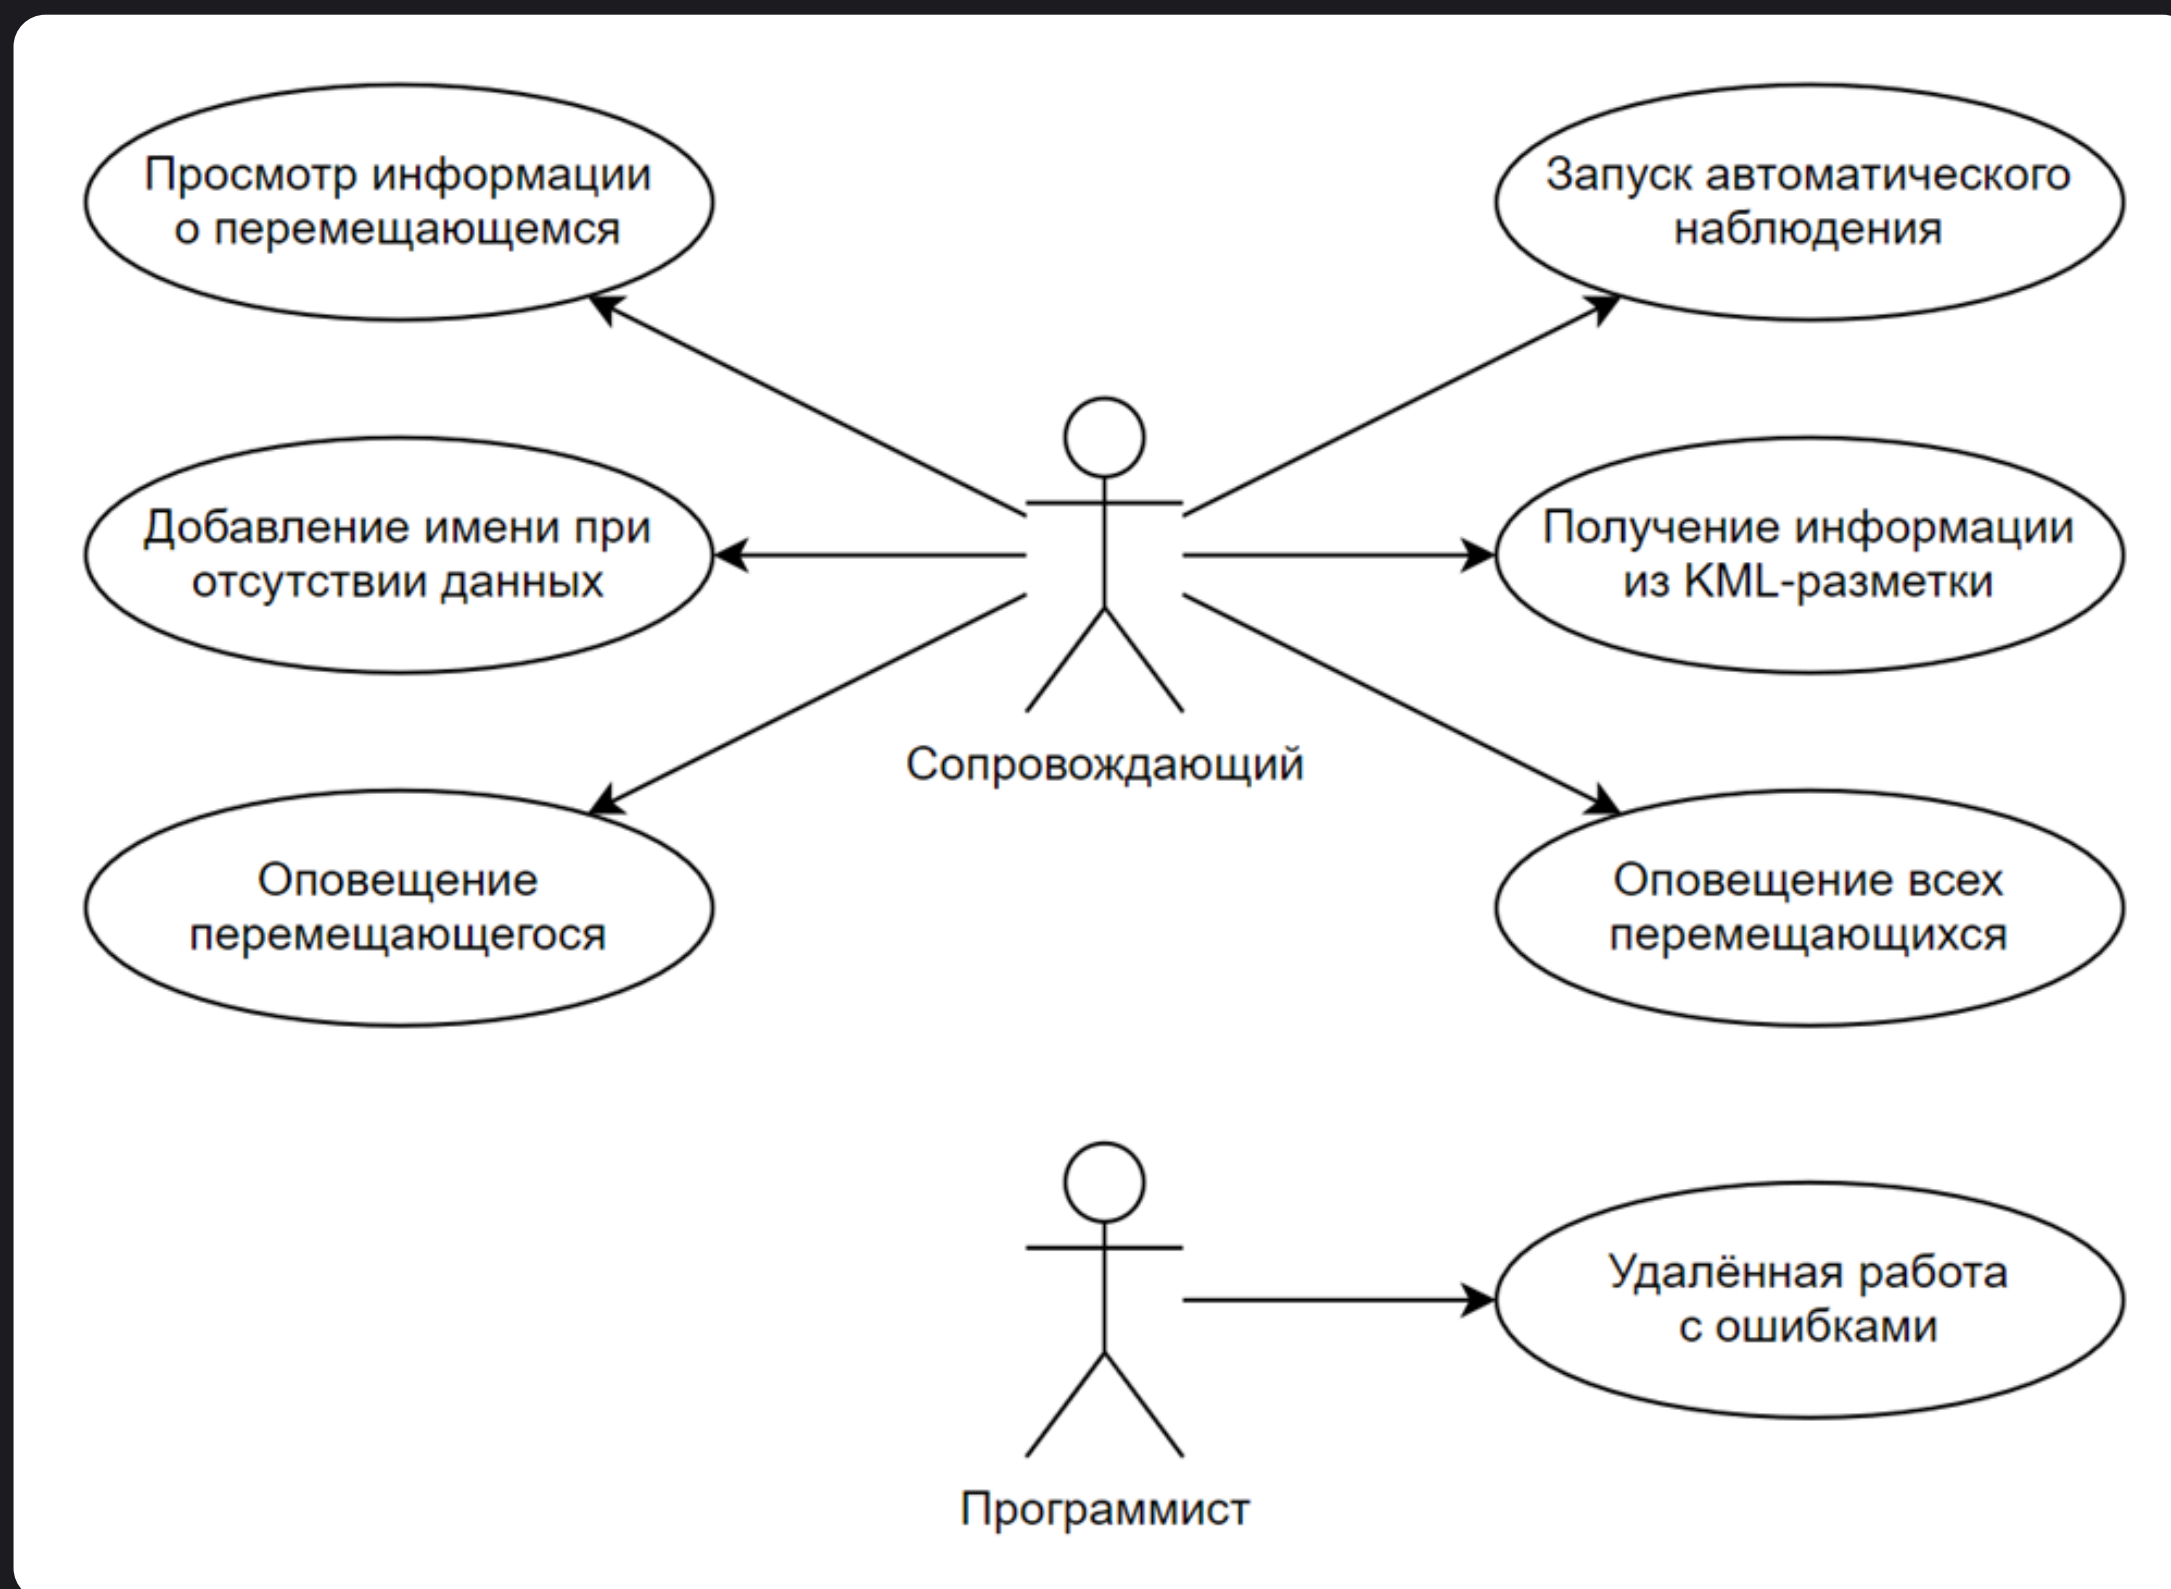 Просмотр информации
о перемещающемся
Запуск автоматического
наблюдения
Добавление имени при
отсутствии данных
Получение информации
из KML-разметки
Сопровождающий
Оповещение
перемещающегося
Оповещение всех
перемещающихся
Удалённая работа
с ошибками
Программист